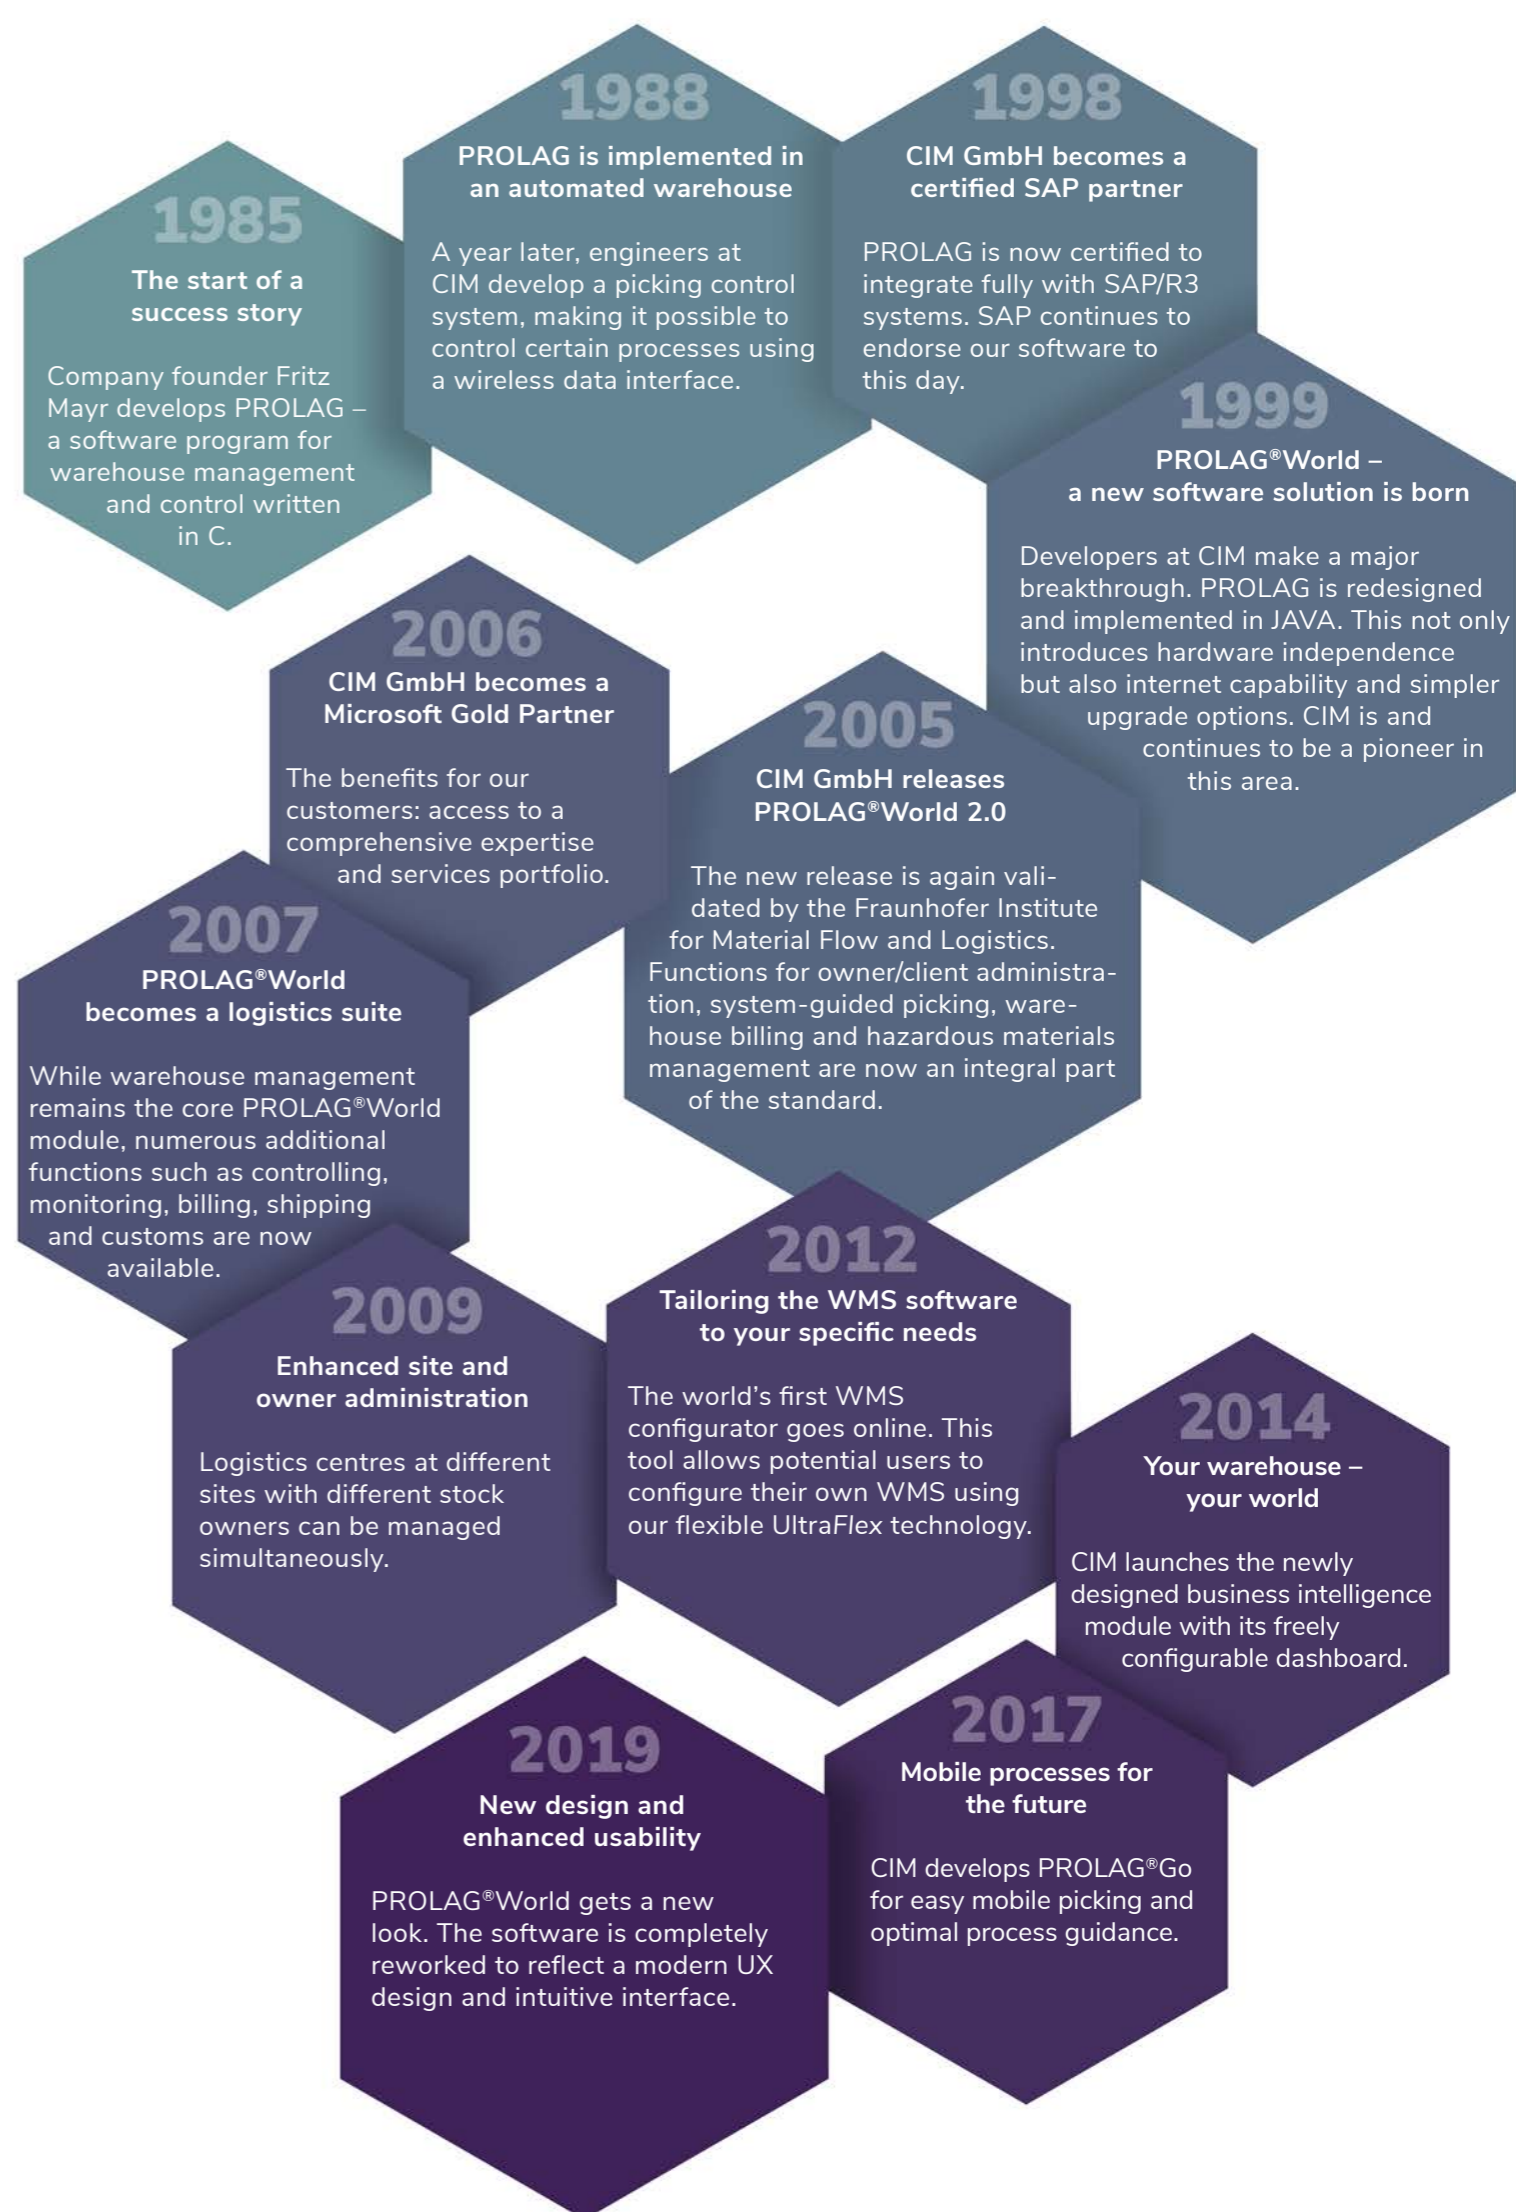 1985
The start of a
success story
Company founder Fritz
Mayr develops PROLAG –
a software program for
warehouse management
and control written
in C.
1988
PROLAG is implemented in
an automated warehouse
A year later, engineers at
CIM develop a picking control
system, making it possible to
control certain processes using
a wireless data interface.
1998
CIM GmbH becomes a
certified SAP partner
PROLAG is now certified to
integrate fully with SAP/R3
systems. SAP continues to
endorse our software to
this day.
1999
PROLAG®World –
a new software solution is born
Developers at CIM make a major
breakthrough. PROLAG is redesigned
and implemented in JAVA. This not only
introduces hardware independence
but also internet capability and simpler
upgrade options. CIM is and
continues to be a pioneer in
this area.
2005
CIM GmbH releases
PROLAG®World 2.0
The new release is again vali-
dated by the Fraunhofer Institute
for Material Flow and Logistics.
Functions for owner/client administra-
tion, system-guided picking, ware-
house billing and hazardous materials
management are now an integral part
of the standard.
2006
CIM GmbH becomes a
Microsoft Gold Partner
The benefits for our
customers: access to a
comprehensive expertise
and services portfolio.
2007
PROLAG®World
becomes a logistics suite
While warehouse management
remains the core PROLAG®World
module, numerous additional
functions such as controlling,
monitoring, billing, shipping
and customs are now
available.
2009
Enhanced site and
owner administration
Logistics centres at different
sites with different stock
owners can be managed
simultaneously.
2012
Tailoring the WMS software
to your specific needs
The world's first WMS
configurator goes online. This
tool allows potential users to
configure their own WMS using
our flexible UltraFlex technology.
2014
Your warehouse –
your world
CIM launches the newly
designed business intelligence
module with its freely
configurable dashboard.
2017
Mobile processes for
the future
CIM develops PROLAG®Go
for easy mobile picking and
optimal process guidance.
2019
New design and
enhanced usability
PROLAG®World gets a new
look. The software is completely
reworked to reflect a modern UX
design and intuitive interface.